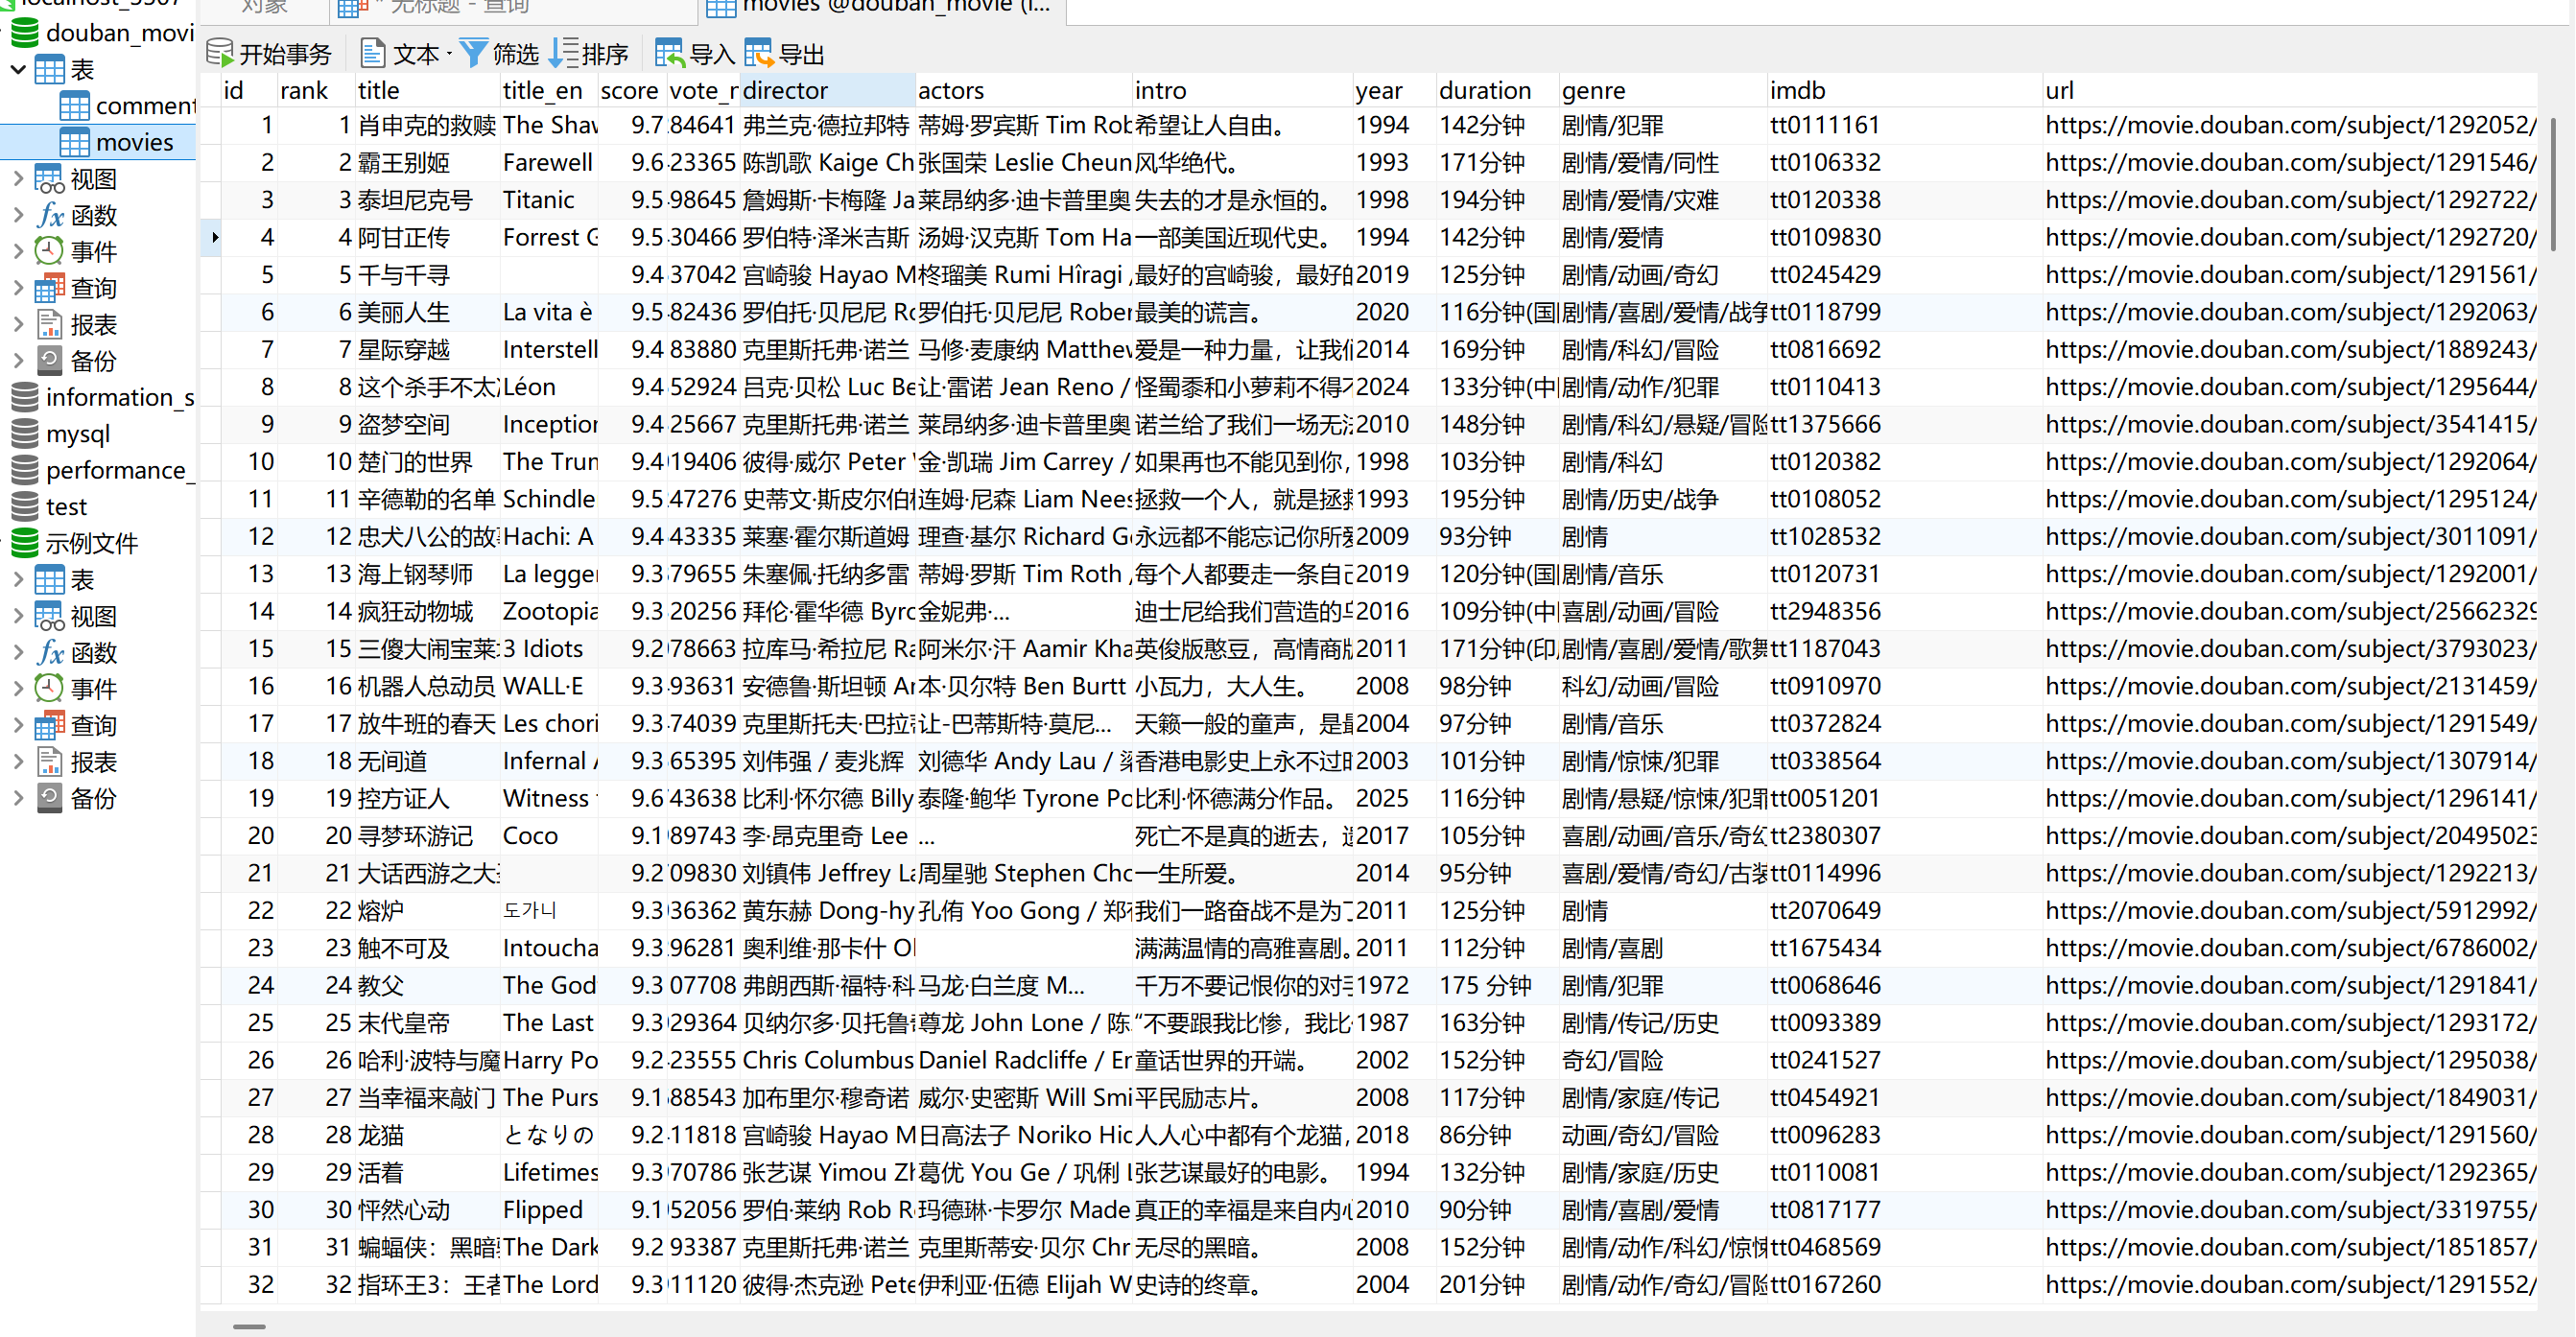 douban_movi
表
comment
movies
视图
函数
事件
查询
报表
备份
information_s
mysql
performance_
test
示例文件
表
视图
函数
事件
查询
报表
备份
对象
* 无标题 - 查询
movies @douban_movie (l...
开始事务 文本 筛选 排序 导入 导出
id rank title title_en score vote_r director actors intro year duration genre imdb url
1 1 肖申克的救赎 The Shaw 9.7 84641 弗兰克·德拉邦特 蒂姆·罗宾斯 Tim Rob 希望让人自由。 1994 142分钟 剧情/犯罪 tt0111161 https://movie.douban.com/subject/1292052/
2 2 霸王别姬 Farewell 9.6 23365 陈凯歌 Kaige Ch 张国荣 Leslie Cheun 风华绝代。 1993 171分钟 剧情/爱情/同性 tt0106332 https://movie.douban.com/subject/1291546/
3 3 泰坦尼克号 Titanic 9.5 98645 詹姆斯·卡梅隆 Ja 莱昂纳多·迪卡普里奥 失去的才是永恒的。 1998 194分钟 剧情/爱情/灾难 tt0120338 https://movie.douban.com/subject/1292722/
4 4 阿甘正传 Forrest G 9.5 30466 罗伯特·泽米吉斯 汤姆·汉克斯 Tom Ha 一部美国近现代史。 1994 142分钟 剧情/爱情 tt0109830 https://movie.douban.com/subject/1292720/
5 5 千与千寻 9.4 37042 宫崎骏 Hayao M 柊瑠美 Rumi Hîragi / 最好的宫崎骏，最好的 2019 125分钟 剧情/动画/奇幻 tt0245429 https://movie.douban.com/subject/1291561/
6 6 美丽人生 La vita è 9.5 82436 罗伯托·贝尼尼 Ro 罗伯托·贝尼尼 Rober 最美的谎言。 2020 116分钟(国 剧情/喜剧/爱情/战争 tt0118799 https://movie.douban.com/subject/1292063/
7 7 星际穿越 Interstell 9.4 83880 克里斯托弗·诺兰 马修·麦康纳 Matthew 爱是一种力量，让我们 2014 169分钟 剧情/科幻/冒险 tt0816692 https://movie.douban.com/subject/1889243/
8 8 这个杀手不太 Léon 9.4 52924 吕克·贝松 Luc Be 让·雷诺 Jean Reno / 怪蜀黍和小萝莉不得不 2024 133分钟(中 剧情/动作/犯罪 tt0110413 https://movie.douban.com/subject/1295644/
9 9 盗梦空间 Inception 9.4 25667 克里斯托弗·诺兰 莱昂纳多·迪卡普里奥 诺兰给了我们一场无法 2010 148分钟 剧情/科幻/悬疑/冒险 tt1375666 https://movie.douban.com/subject/3541415/
10 10 楚门的世界 The Trun 9.4 019406 彼得·威尔 Peter 金·凯瑞 Jim Carrey / 如果再也不能见到你， 1998 103分钟 剧情/科幻 tt0120382 https://movie.douban.com/subject/1292064/
11 11 辛德勒的名单 Schindle 9.5 47276 史蒂文·斯皮尔伯 连姆·尼森 Liam Nees 拯救一个人，就是拯救 1993 195分钟 剧情/历史/战争 tt0108052 https://movie.douban.com/subject/1295124/
12 12 忠犬八公的故 Hachi: A 9.4 43335 莱塞·霍尔斯道姆 理查·基尔 Richard Ge 永远都不能忘记你所爱 2009 93分钟 剧情 tt1028532 https://movie.douban.com/subject/3011091/
13 13 海上钢琴师 La legger 9.3 79655 朱塞佩·托纳多雷 蒂姆·罗斯 Tim Roth / 每个人都要走一条自己 2019 120分钟(国 剧情/音乐 tt0120731 https://movie.douban.com/subject/1292001/
14 14 疯狂动物城 Zootopia 9.3 20256 拜伦·霍华德 Byro 金妮弗·... 迪士尼给我们营造的乌 2016 109分钟(中 喜剧/动画/冒险 tt2948356 https://movie.douban.com/subject/25662329
15 15 三傻大闹宝莱 3 Idiots 9.2 078663 拉库马·希拉尼 Ra 阿米尔·汗 Aamir Kha 英俊版憨豆，高情商版 2011 171分钟(印 剧情/喜剧/爱情/歌舞 tt1187043 https://movie.douban.com/subject/3793023/
16 16 机器人总动员 WALL·E 9.3 93631 安德鲁·斯坦顿 Ar 本·贝尔特 Ben Burtt 小瓦力，大人生。 2008 98分钟 科幻/动画/冒险 tt0910970 https://movie.douban.com/subject/2131459/
17 17 放牛班的春天 Les chori 9.3 74039 克里斯托夫·巴拉 让-巴蒂斯特·莫尼... 天籁一般的童声，是最 2004 97分钟 剧情/音乐 tt0372824 https://movie.douban.com/subject/1291549/
18 18 无间道 Infernal A 9.3 65395 刘伟强 / 麦兆辉 刘德华 Andy Lau / 梁 香港电影史上永不过时 2003 101分钟 剧情/惊悚/犯罪 tt0338564 https://movie.douban.com/subject/1307914/
19 19 控方证人 Witness 9.6 43638 比利·怀尔德 Billy 泰隆·鲍华 Tyrone Po 比利·怀德满分作品。 2025 116分钟 剧情/悬疑/惊悚/犯罪 tt0051201 https://movie.douban.com/subject/1296141/
20 20 寻梦环游记 Coco 9.1 089743 李·昂克里奇 Lee ... 死亡不是真的逝去，遗 2017 105分钟 喜剧/动画/音乐/奇幻 tt2380307 https://movie.douban.com/subject/20495023
21 21 大话西游之大圣 9.2 09830 刘镇伟 Jeffrey La 周星驰 Stephen Cho 一生所爱。 2014 95分钟 喜剧/爱情/奇幻/古装 tt0114996 https://movie.douban.com/subject/1292213/
22 22 熔炉 도가니 9.3 036362 黄东赫 Dong-hy 孔侑 Yoo Gong / 郑有 我们一路奋战不是为了 2011 125分钟 剧情 tt2070649 https://movie.douban.com/subject/5912992/
23 23 触不可及 Intoucha 9.3 96281 奥利维·那卡什 Ol 满满温情的高雅喜剧。 2011 112分钟 剧情/喜剧 tt1675434 https://movie.douban.com/subject/6786002/
24 24 教父 The God 9.3 07708 弗朗西斯·福特·科 马龙·白兰度 M... 千万不要记恨你的对手 1972 175 分钟 剧情/犯罪 tt0068646 https://movie.douban.com/subject/1291841/
25 25 末代皇帝 The Last 9.3 029364 贝纳尔多·贝托鲁奇 尊龙 John Lone / 陈 “不要跟我比惨，我比 1987 163分钟 剧情/传记/历史 tt0093389 https://movie.douban.com/subject/1293172/
26 26 哈利·波特与魔 Harry Po 9.2 23555 Chris Columbus Daniel Radcliffe / Er 童话世界的开端。 2002 152分钟 奇幻/冒险 tt0241527 https://movie.douban.com/subject/1295038/
27 27 当幸福来敲门 The Purs 9.1 88543 加布里尔·穆奇诺 威尔·史密斯 Will Smi 平民励志片。 2008 117分钟 剧情/家庭/传记 tt0454921 https://movie.douban.com/subject/1849031/
28 28 龙猫 となりの 9.2 11818 宫崎骏 Hayao M 日高法子 Noriko Hid 人人心中都有个龙猫， 2018 86分钟 动画/奇幻/冒险 tt0096283 https://movie.douban.com/subject/1291560/
29 29 活着 Lifetimes 9.3 070786 张艺谋 Yimou Zh 葛优 You Ge / 巩俐 L 张艺谋最好的电影。 1994 132分钟 剧情/家庭/历史 tt0110081 https://movie.douban.com/subject/1292365/
30 30 怦然心动 Flipped 9.1 052056 罗伯·莱纳 Rob Re 玛德琳·卡罗尔 Made 真正的幸福是来自内心 2010 90分钟 剧情/喜剧/爱情 tt0817177 https://movie.douban.com/subject/3319755/
31 31 蝙蝠侠：黑暗骑 The Dark 9.2 93387 克里斯托弗·诺兰 克里斯蒂安·贝尔 Chr 无尽的黑暗。 2008 152分钟 剧情/动作/科幻/惊悚 tt0468569 https://movie.douban.com/subject/1851857/
32 32 指环王3：王者 The Lord 9.3 011120 彼得·杰克逊 Pete 伊利亚·伍德 Elijah W 史诗的终章。 2004 201分钟 剧情/动作/奇幻/冒险 tt0167260 https://movie.douban.com/subject/1291552/